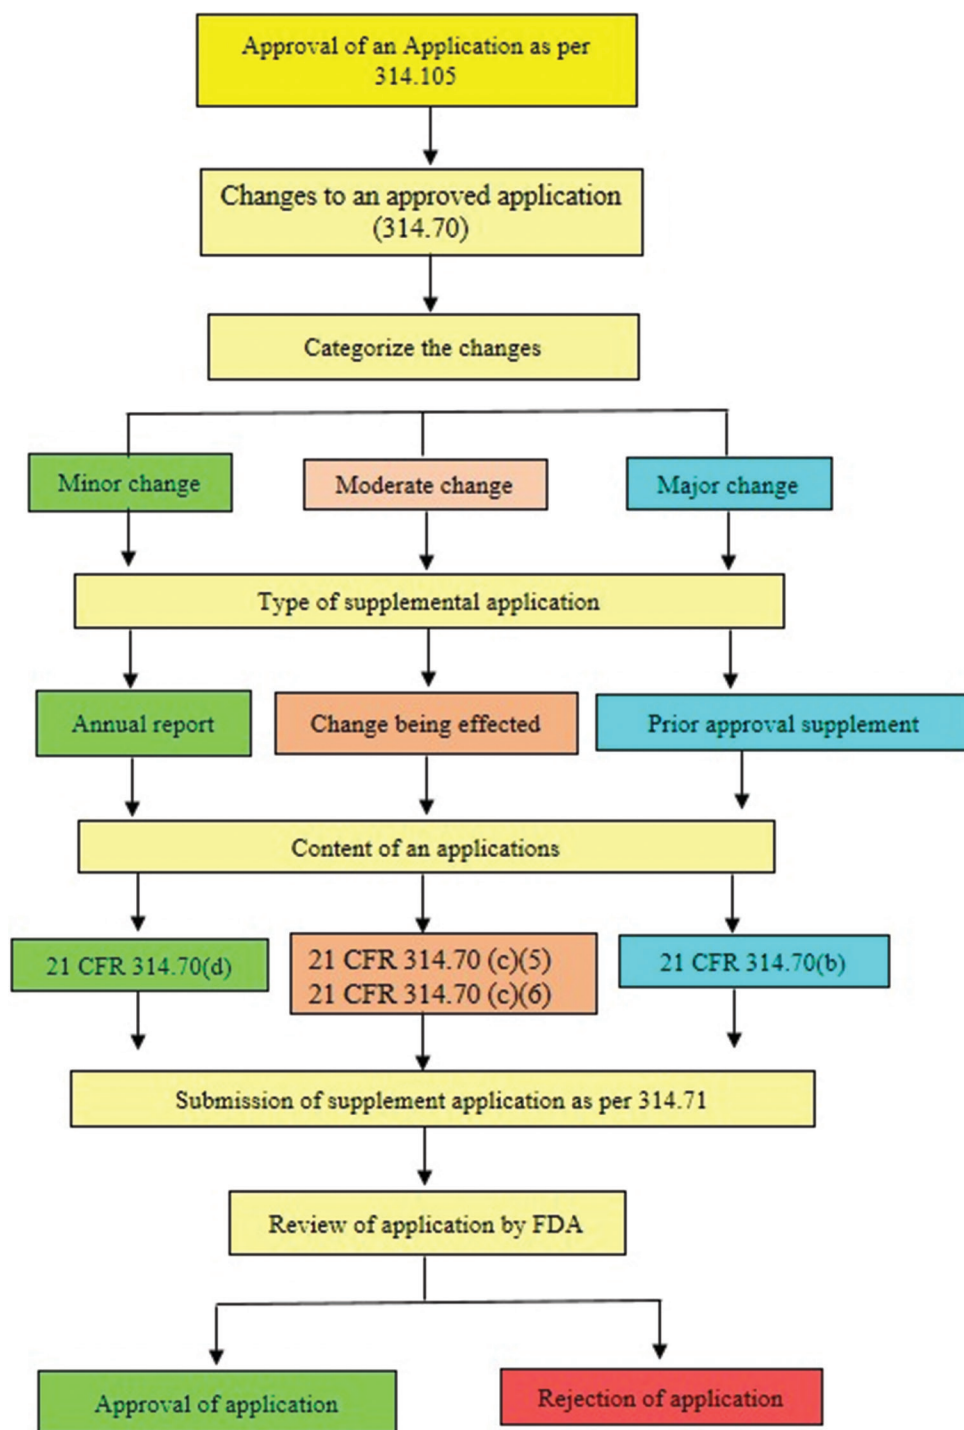 Approval of an Application as per
314.105
Changes to an approved application
(314.70)
Categorize the changes
Minor change
Moderate change
Major change
Type of supplemental application
Annual report
Change being effected
Prior approval supplement
Content of an applications
21 CFR 314.70(d)
21 CFR 314.70 (c)(5)
21 CFR 314.70 (c)(6)
21 CFR 314.70(b)
Submission of supplement application as per 314.71
Review of application by FDA
Approval of application
Rejection of application